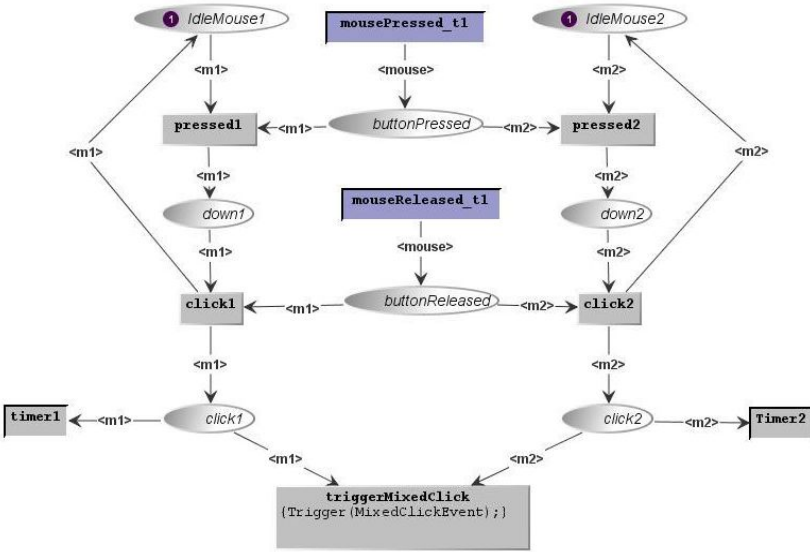 1 IdleMouse1
mousePressed_t1
1 IdleMouse2
<m1>
<mouse>
<m2>
pressed1
<m1>
buttonPressed
<m2>
pressed2
<m1>
<m1>
<m2>
<m2>
down1
mouseReleased_t1
down2
<m1>
<mouse>
<m2>
click1
<m1>
buttonReleased
<m2>
click2
<m1>
<m2>
timer1
<m1>
click1
click2
<m2>
Timer2
<m1>
<m2>
triggerMixedClick
{Trigger(MixedClickEvent);}